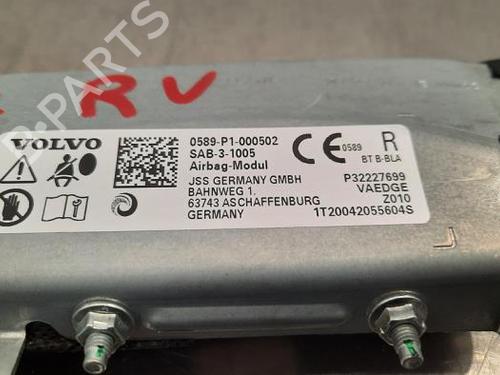 RV
VOLVO
0589-P1-000502
SAB-3-1005
Airbag-Modul
JSS GERMANY GMBH
BAHNWEG 1.
63743 ASCHAFFENBURG
GERMANY
CE 0589
R
BT B-BLA
P32227699
VAEDGE
Z010
1T20042055604S
B-PARTS